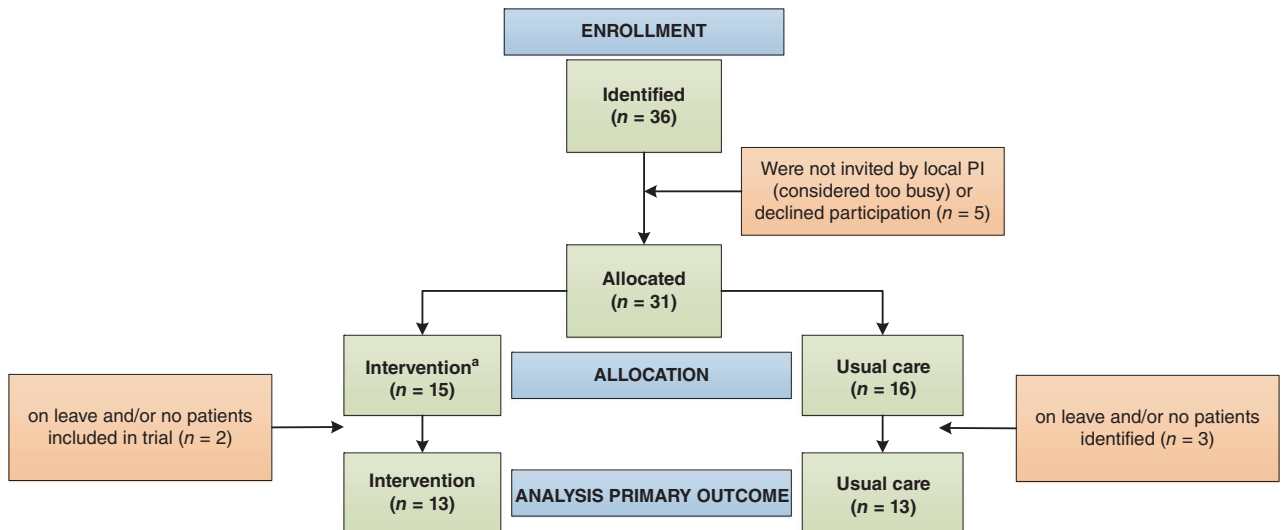 ENROLLMENT
Identified
(n = 36)
Were not invited by local PI
(considered too busy) or
declined participation (n = 5)
Allocated
(n = 31)
Intervention^a
(n = 15)
ALLOCATION
Usual care
(n = 16)
on leave and/or no patients
included in trial (n = 2)
on leave and/or no patients
identified (n = 3)
Intervention
(n = 13)
ANALYSIS PRIMARY OUTCOME
Usual care
(n = 13)